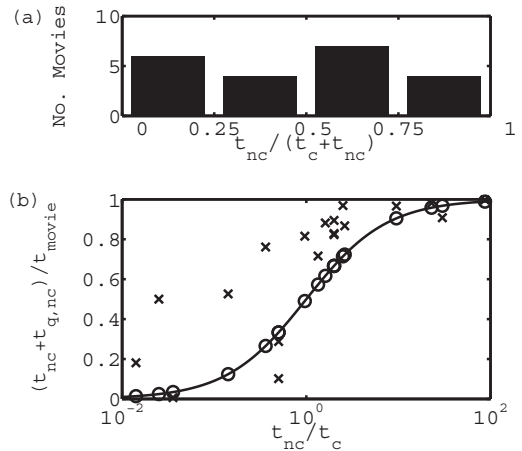 (a)
No. Movies
10
5
0
0 0.25 0.5 0.75 1
t_nc/(t_c+t_nc)
(b)
(t_nc+t_q,nc)/t_movie
1
0.8
0.6
0.4
0.2
0
10^-2 10^0 10^2
t_nc/t_c